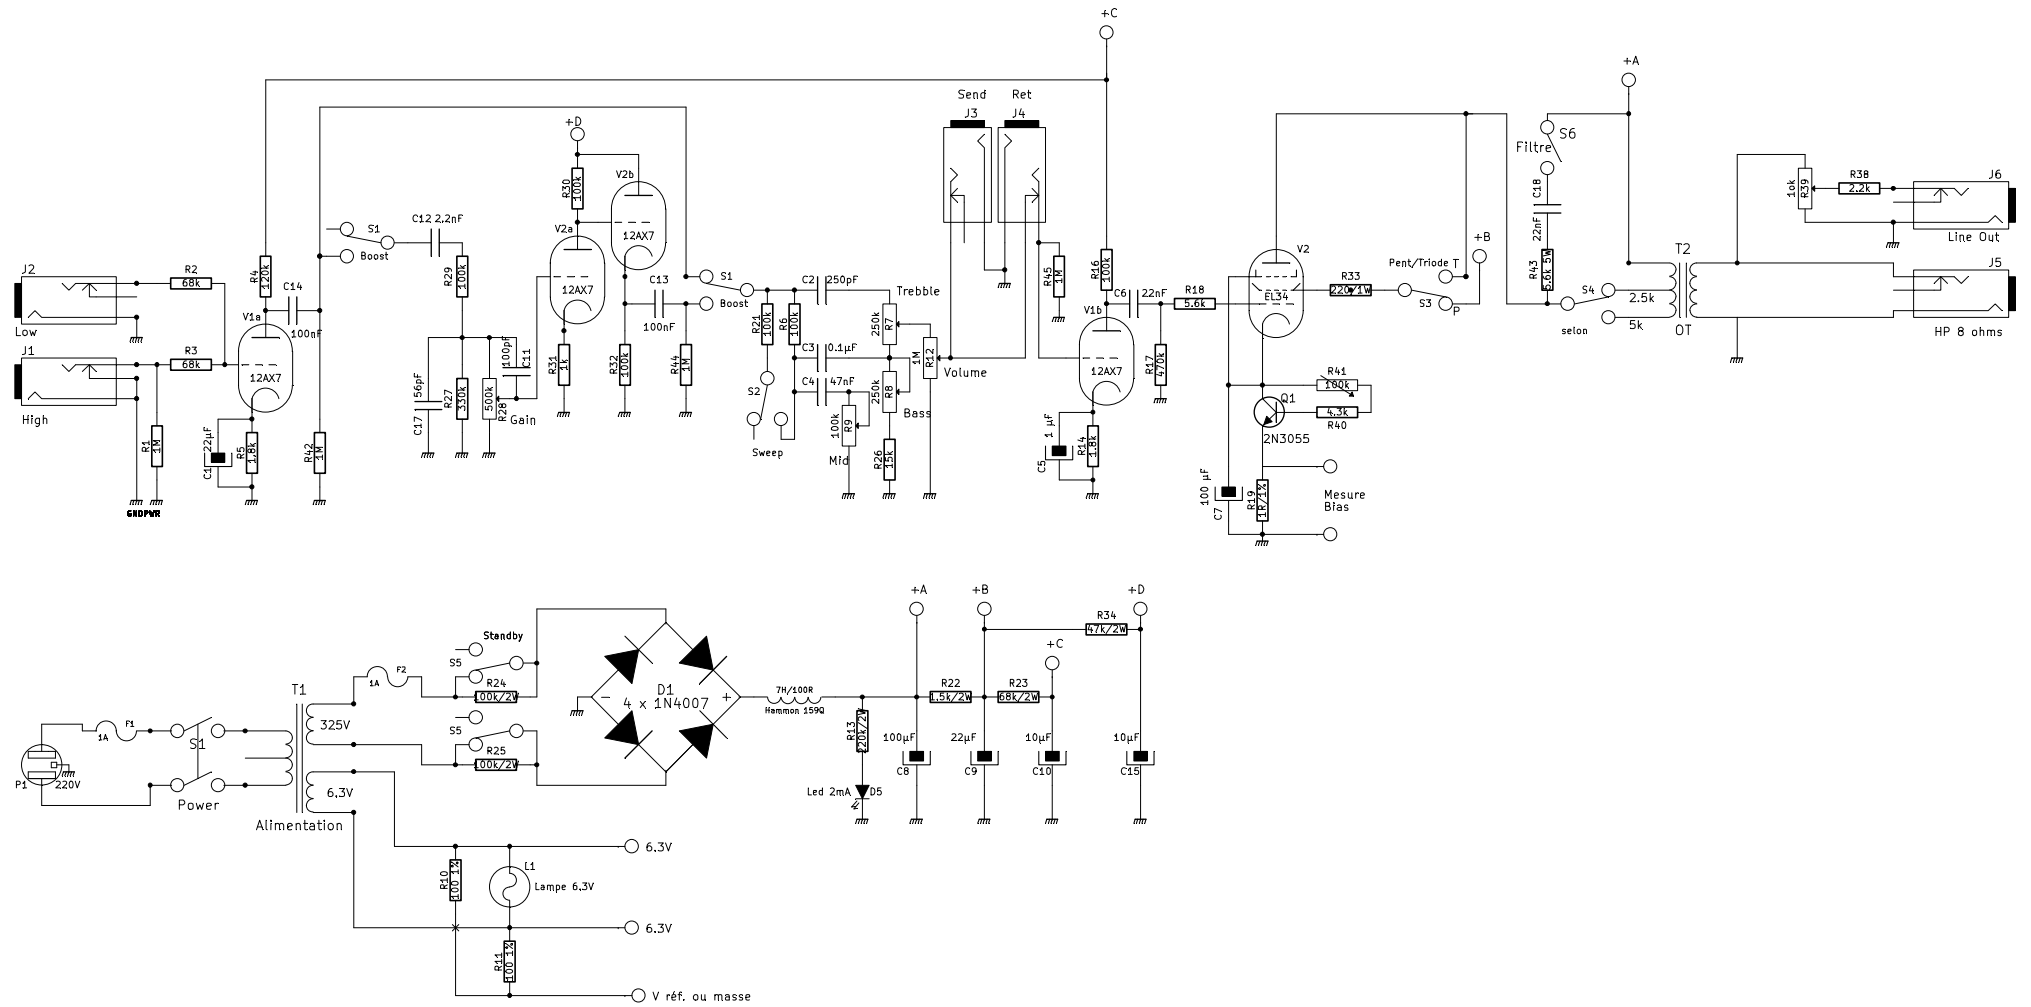 +C
+A
Send
Ret
J3
J4
+D
S6
Filtre
V2b
R30
100k
J6
R38
2.2k
10k
R39
C18
22nF
Line Out
C12
2.2nF
S1
Boost
V2a
12AX7
V2
+B
T2
J2
R2
68k
R4
120k
C14
100nF
R29
100k
12AX7
C13
100nF
S1
Boost
C2
250pF
Trebble
R45
1M
R16
100k
C6
22nF
R18
5.6k
EL34
Pent/Triode
T
R33
220/1W
S3
P
R43
5.6k 5W
S4
2.5k
selon
5k
OT
J5
HP 8 ohms
Low
V1a
J1
R3
68k
12AX7
High
R31
1k
R32
100k
R44
1M
R21
100k
R6
100k
250k
R7
C3
0.1µF
C4
47nF
1M
R12
Volume
V1b
12AX7
R17
470k
100pF
C11
56pF
C17
R27
330k
500k
R28
Gain
S2
Sweep
250k
R8
Bass
100k
R9
Mid
R26
15k
R41
100k
4.3k
R40
Q1
2N3055
R1
1M
22µF
C1
R5
1,8k
R42
1M
1 µF
C5
R14
1.8k
100 µF
C7
R19
1R/1%
Mesure
Bias
GNDPWR
+A
+B
+D
R34
47k/2W
Standby
S5
F2
1A
R24
100k/2W
+C
T1
325V
D1
4 x 1N4007
-
+
7H/100R
Hammon 159Q
R22
1,5k/2W
R23
68k/2W
F1
1A
S1
S5
R25
100k/2W
R13
220k/2W
100µF
C8
22µF
C9
10µF
C10
10µF
C15
P1
220V
Power
6,3V
Led 2mA
D5
Alimentation
6.3V
R10
100 1%
L1
Lampe 6.3V
6.3V
R11
100 1%
V réf. ou masse